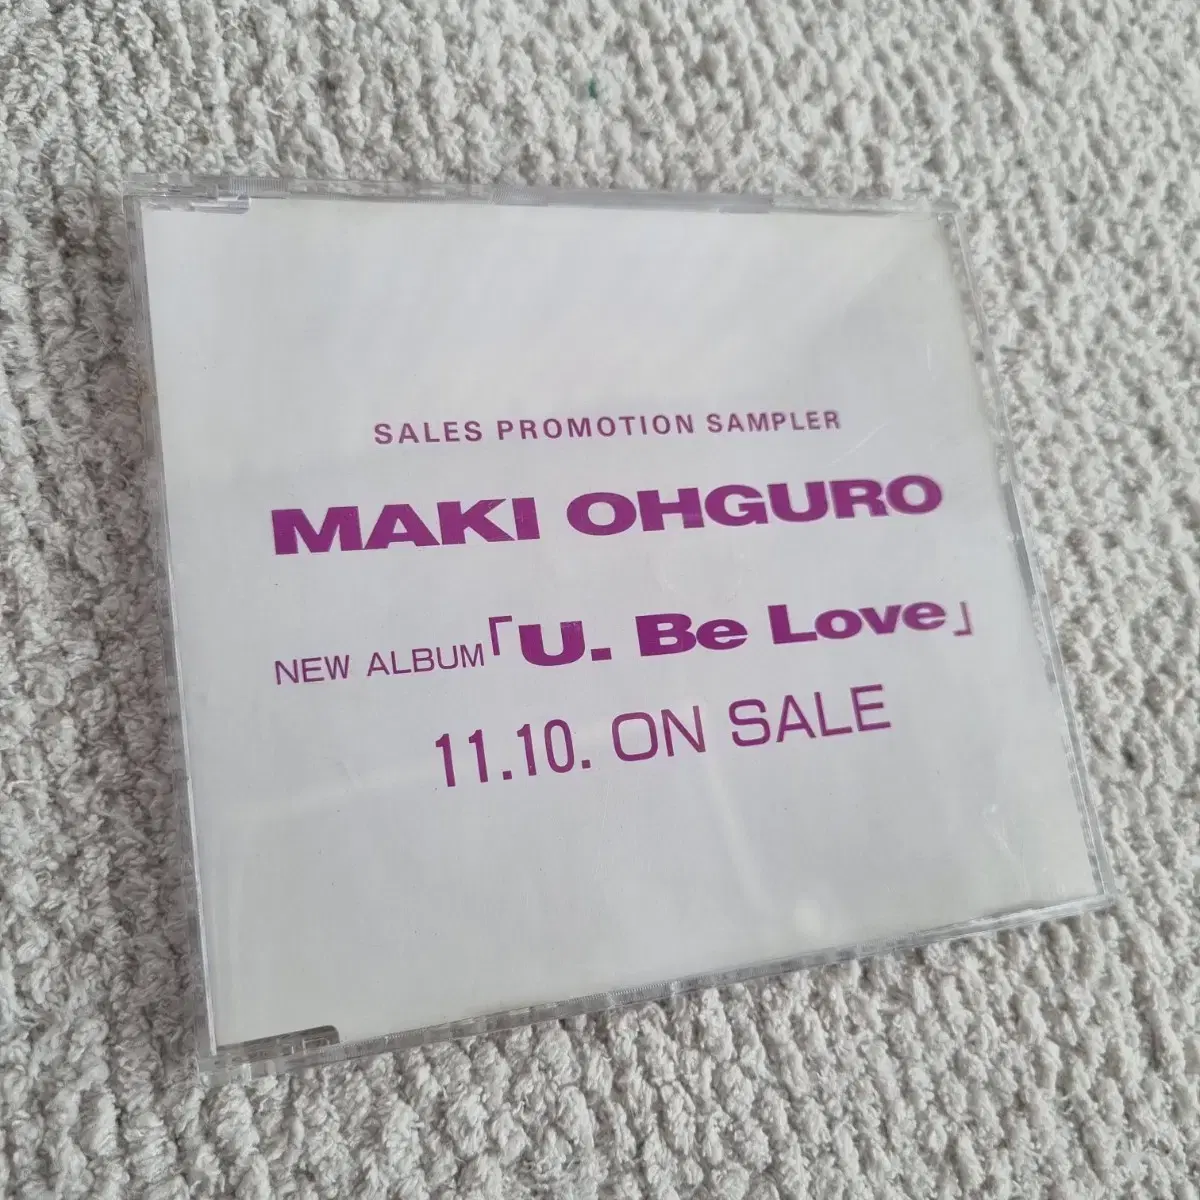 SALES PROMOTION SAMPLER
MAKI OHGURO
NEW ALBUM「U. Be Love」
11.10. ON SALE